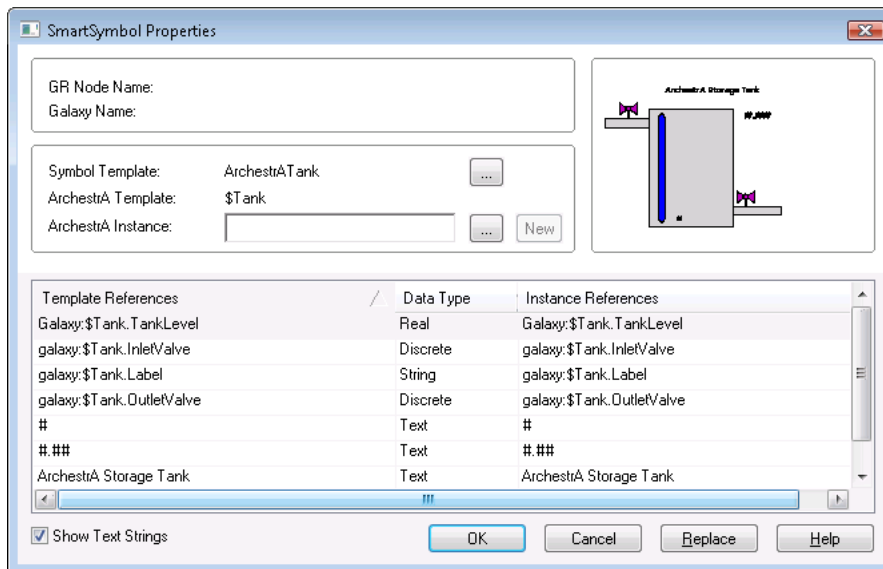 SmartSymbol Properties
GR Node Name:
Galaxy Name:
ArchestrA Storage Tank
#.###
#
Symbol Template: ArchestrATank ...
ArchestrA Template: $Tank
ArchestrA Instance: ... New
Template References Data Type Instance References
Galaxy:$Tank.TankLevel Real Galaxy:$Tank.TankLevel
galaxy:$Tank.InletValve Discrete galaxy:$Tank.InletValve
galaxy:$Tank.Label String galaxy:$Tank.Label
galaxy:$Tank.OutletValve Discrete galaxy:$Tank.OutletValve
# Text #
#.## Text #.##
ArchestrA Storage Tank Text ArchestrA Storage Tank
Show Text Strings OK Cancel Replace Help